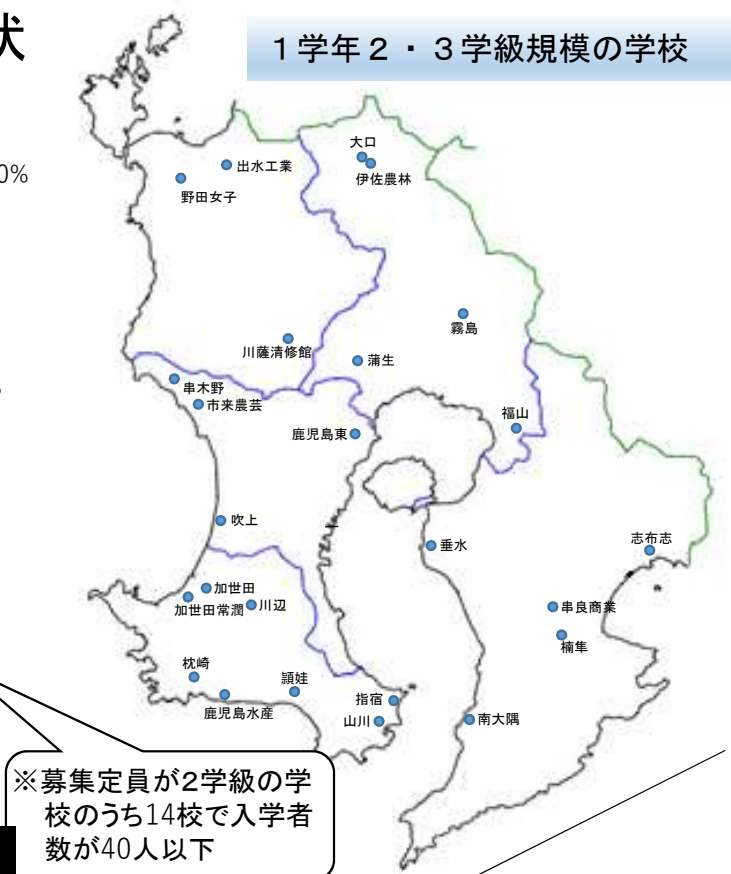 状
1学年2・3学級規模の学校
0%
大口
出水工業
伊佐農林
野田女子
霧島
川薩清修館
蒲生
串木野
市来農芸
福山
鹿児島東
吹上
垂水
志布志
加世田
加世田常潤
川辺
串良商業
楠隼
枕崎
頴娃
指宿
鹿児島水産
山川
南大隅
※募集定員が2学級の学
校のうち14校で入学者
数が40人以下